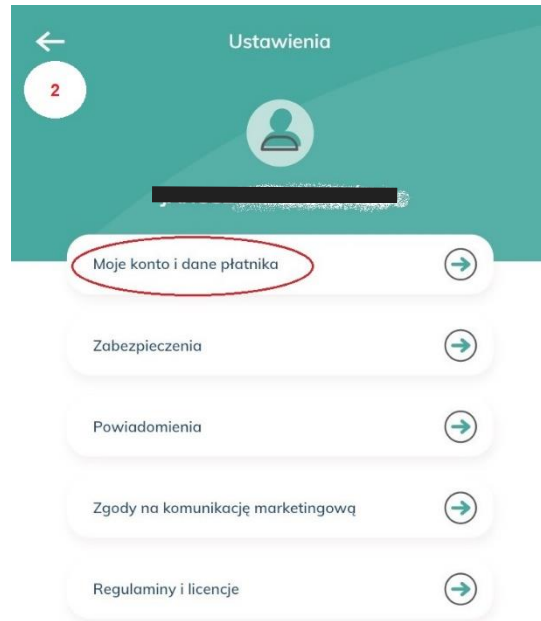 Ustawienia
2
Moje konto i dane płatnika
Zabezpieczenia
Powiadomienia
Zgody na komunikację marketingową
Regulaminy i licencje